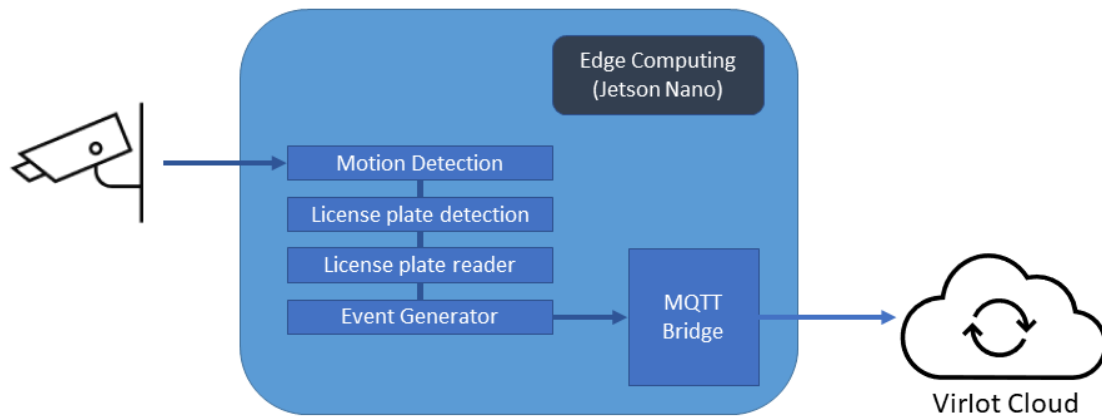 Edge Computing
(Jetson Nano)
Motion Detection
License plate detection
License plate reader
Event Generator
MQTT
Bridge
VirIot Cloud